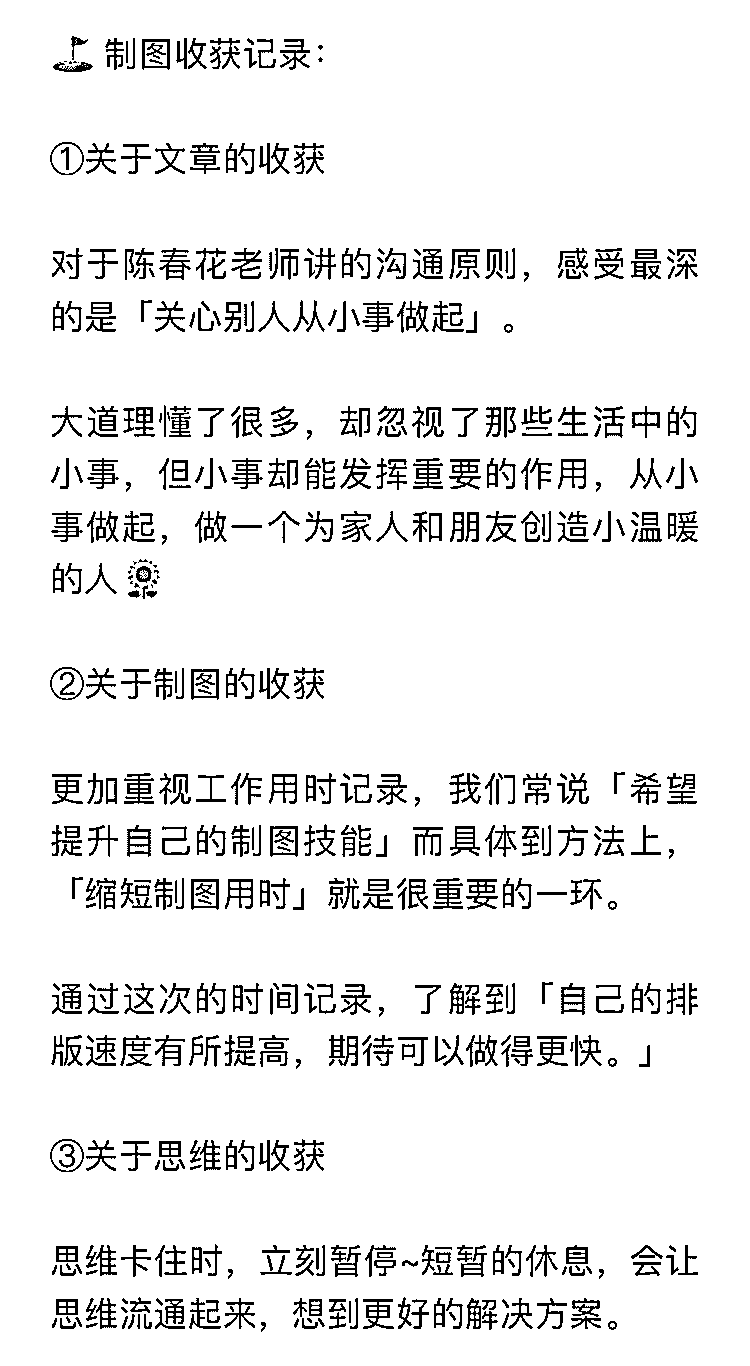 ⛳ 制图收获记录：
①关于文章的收获
对于陈春花老师讲的沟通原则，感受最深
的是「关心别人从小事做起」。
大道理懂了很多，却忽视了那些生活中的
小事，但小事却能发挥重要的作用，从小
事做起，做一个为家人和朋友创造小温暖
的人🌻
②关于制图的收获
更加重视工作用时记录，我们常说「希望
提升自己的制图技能」而具体到方法上，
「缩短制图用时」就是很重要的一环。
通过这次的时间记录，了解到「自己的排
版速度有所提高，期待可以做得更快。」
③关于思维的收获
思维卡住时，立刻暂停~短暂的休息，会让
思维流通起来，想到更好的解决方案。